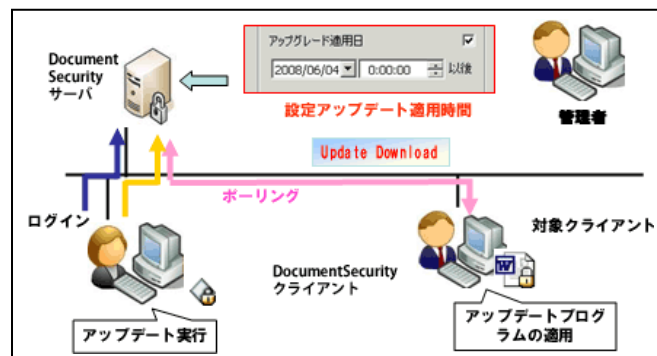 Document
Security
サーバ
アップグレード適用日
2008/06/04 0:00:00 以後
設定アップデート適用時間
管理者
Update Download
ポーリング
ログイン
対象クライアント
DocumentSecurity
クライアント
アップデート実行
アップデートプログ
ラムの適用